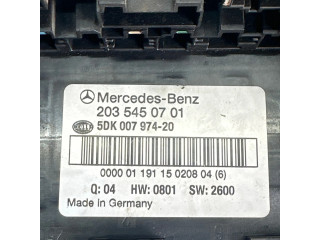 Mercedes-Benz
203 545 07 01
5DK 007 974-20
0000 01 191 15 0208 04 (6)
Q: 04 HW: 0801 SW: 2600
Made in Germany